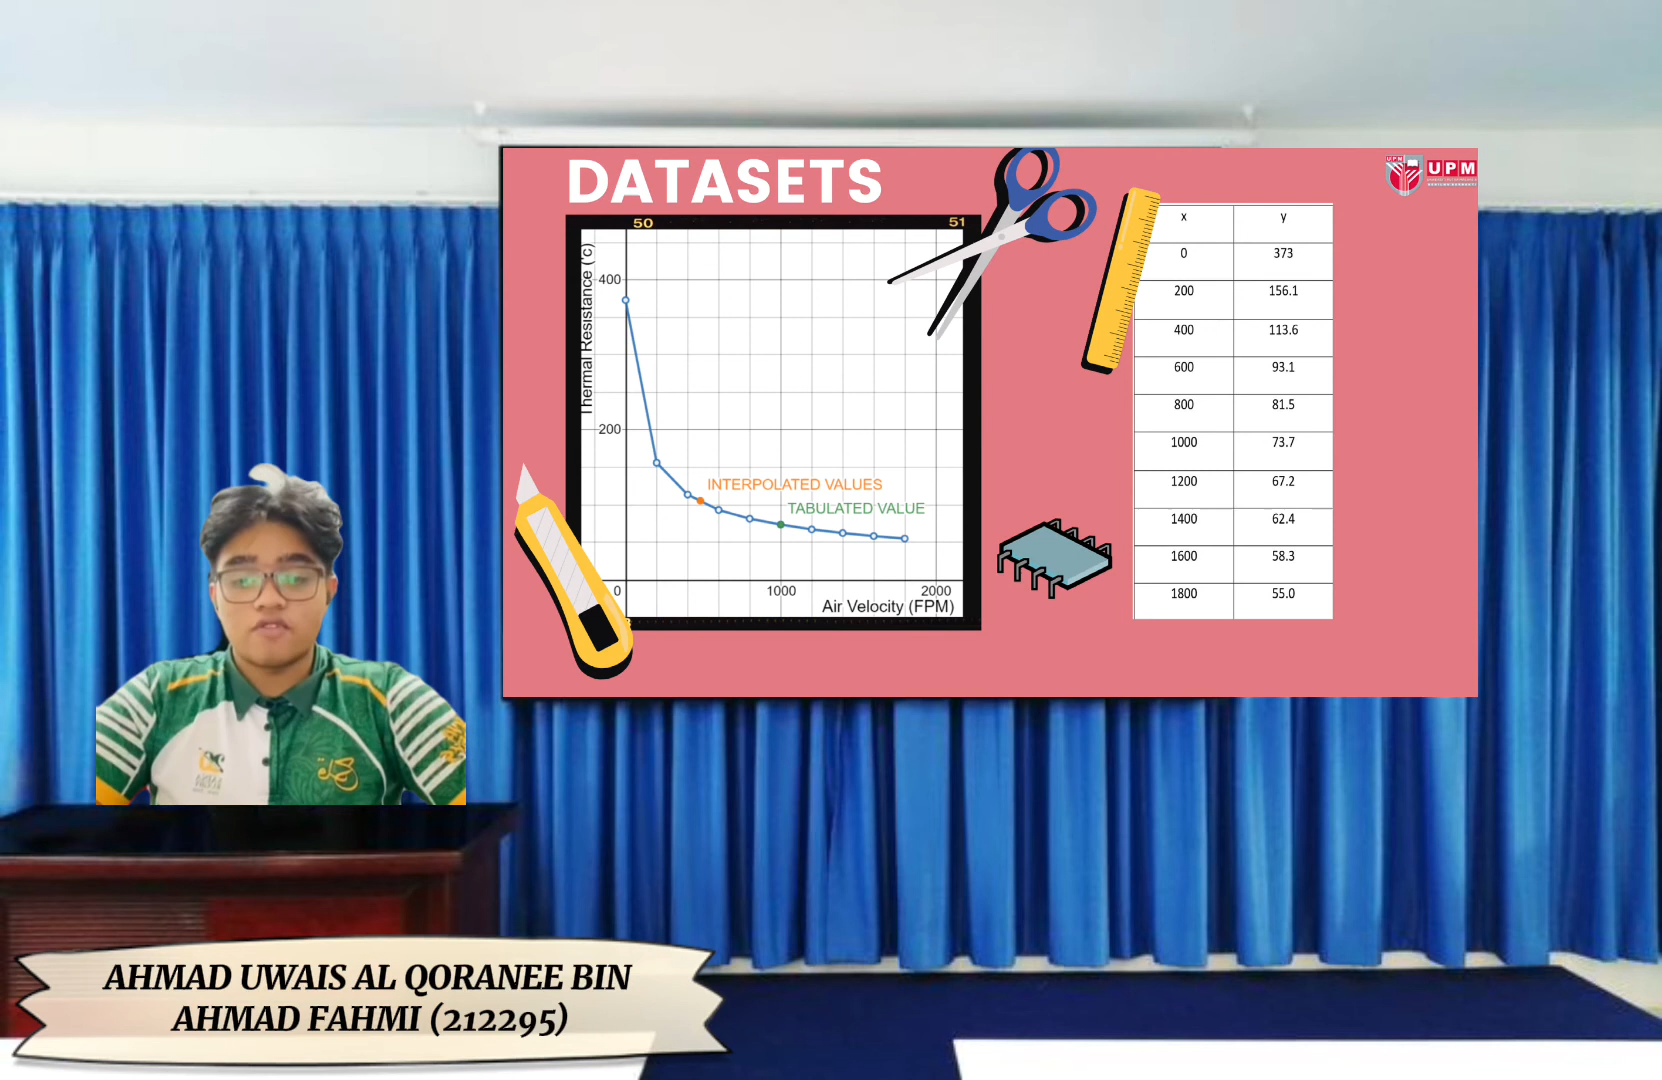 DATASETS
UPM
UPM
50 51
Thermal Resistance ('c)
400
200
0
1000
2000
INTERPOLATED VALUES
TABULATED VALUE
Air Velocity (FPM)
x y
0 373
200 156.1
400 113.6
600 93.1
800 81.5
1000 73.7
1200 67.2
1400 62.4
1600 58.3
1800 55.0
AHMAD UWAIS AL QORANEE BIN
AHMAD FAHMI (212295)